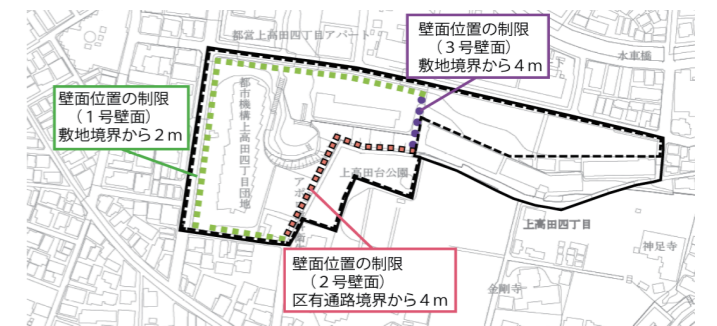 都営上高田四丁目アパート
壁面位置の制限
（３号壁面）
敷地境界から４ｍ
水車橋
壁面位置の制限
（１号壁面）
敷地境界から２ｍ
都市機構上高田四丁目団地
上高田台公園
上高田四丁目
神足寺
金剛寺
壁面位置の制限
（２号壁面）
区有通路境界から４ｍ